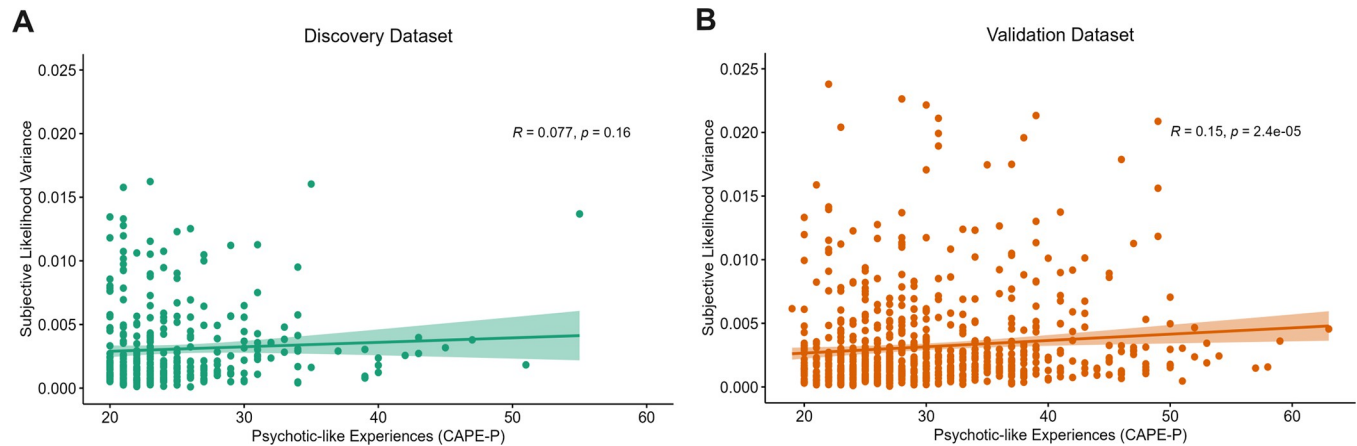 A
Discovery Dataset
Subjective Likelihood Variance
0.025
0.020
0.015
0.010
0.005
0.000
R = 0.077, p = 0.16
20
30
40
50
60
Psychotic-like Experiences (CAPE-P)
B
Validation Dataset
Subjective Likelihood Variance
0.025
0.020
0.015
0.010
0.005
0.000
R = 0.15, p = 2.4e-05
20
30
40
50
60
Psychotic-like Experiences (CAPE-P)